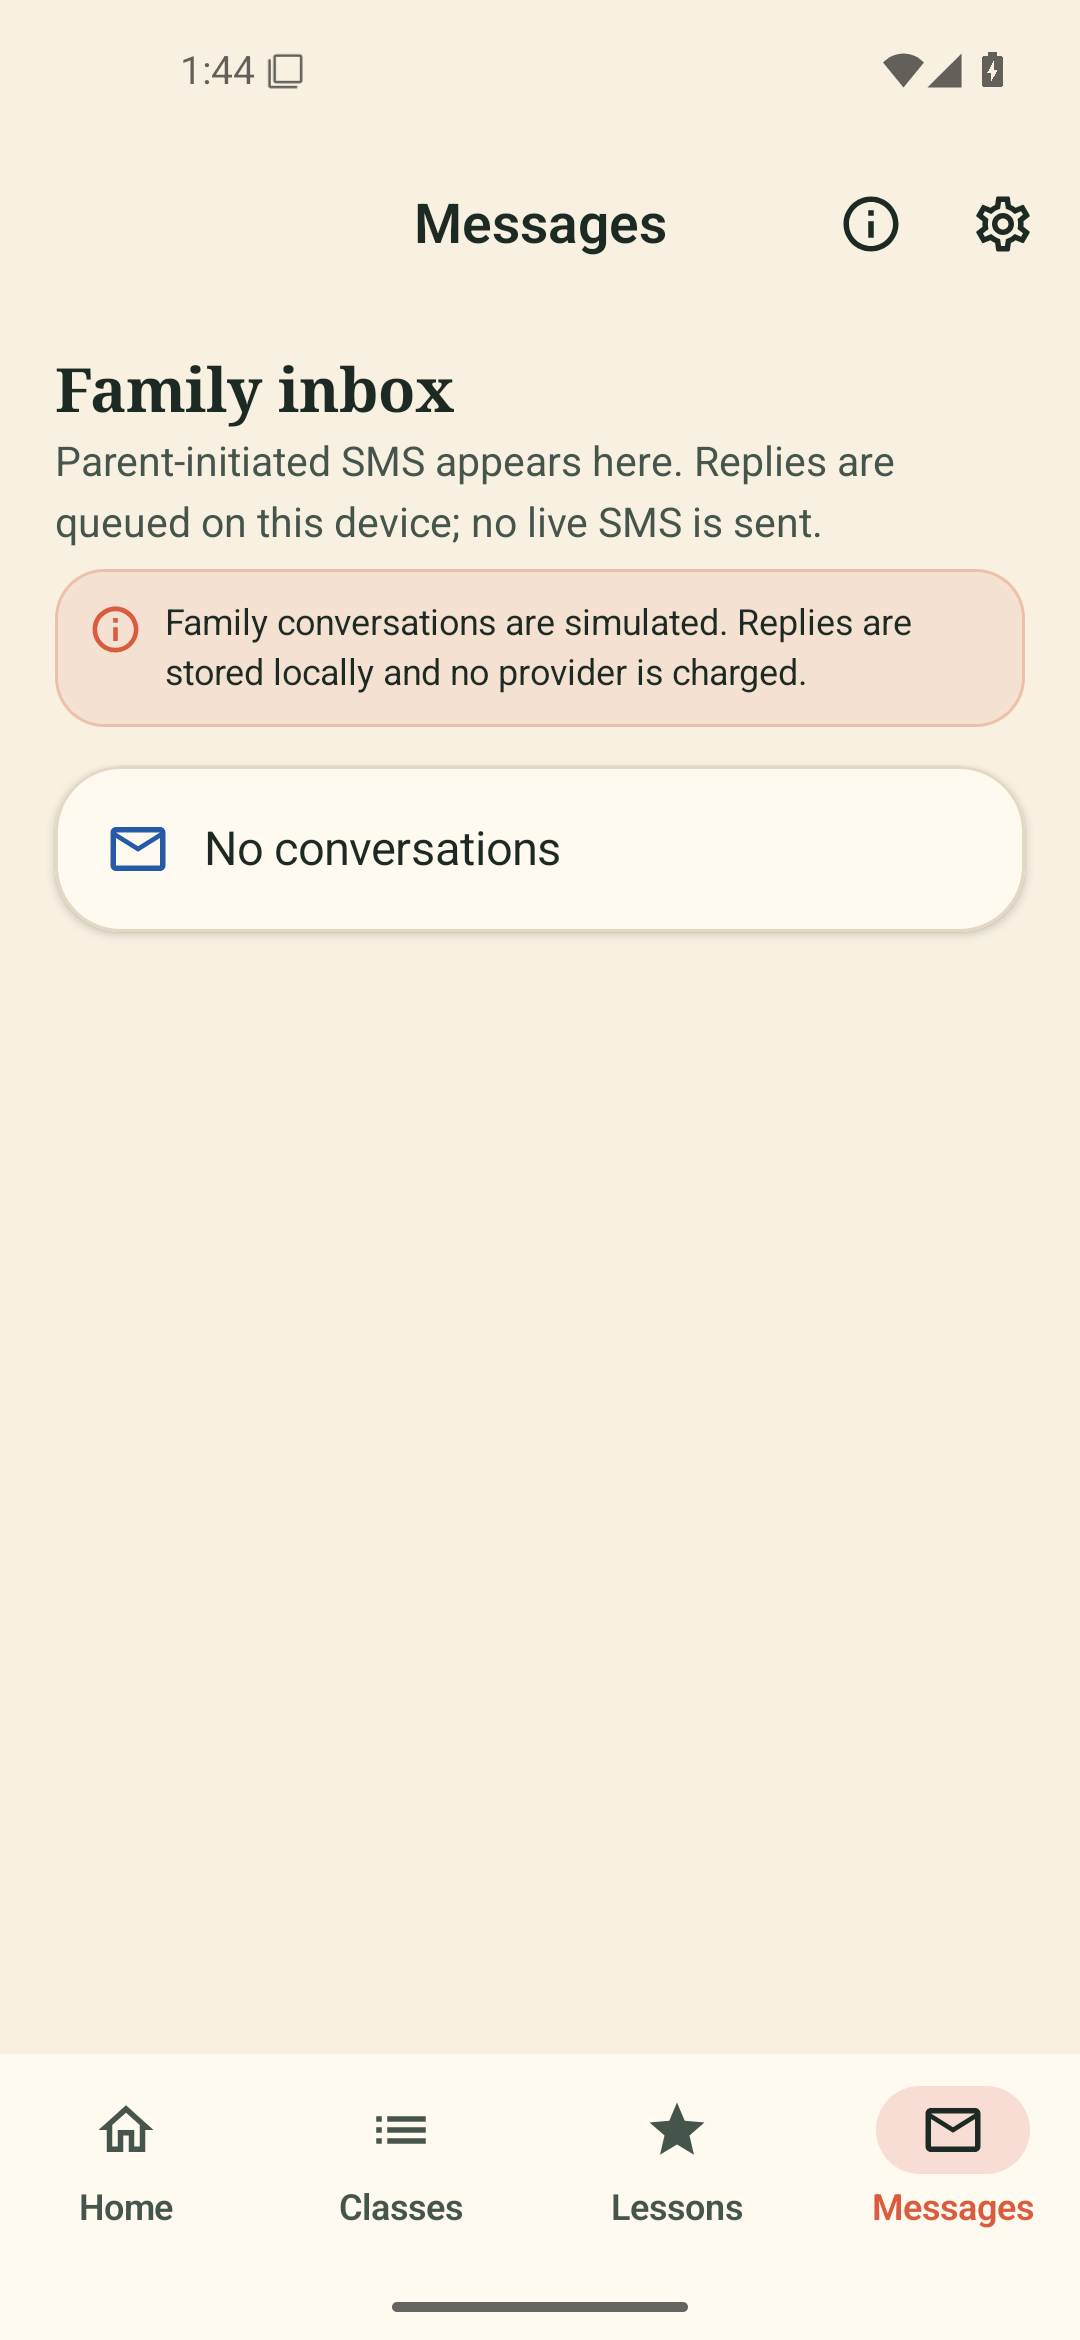 1:44
Messages
Family inbox
Parent-initiated SMS appears here. Replies are
queued on this device; no live SMS is sent.
Family conversations are simulated. Replies are
stored locally and no provider is charged.
No conversations
Home
Classes
Lessons
Messages